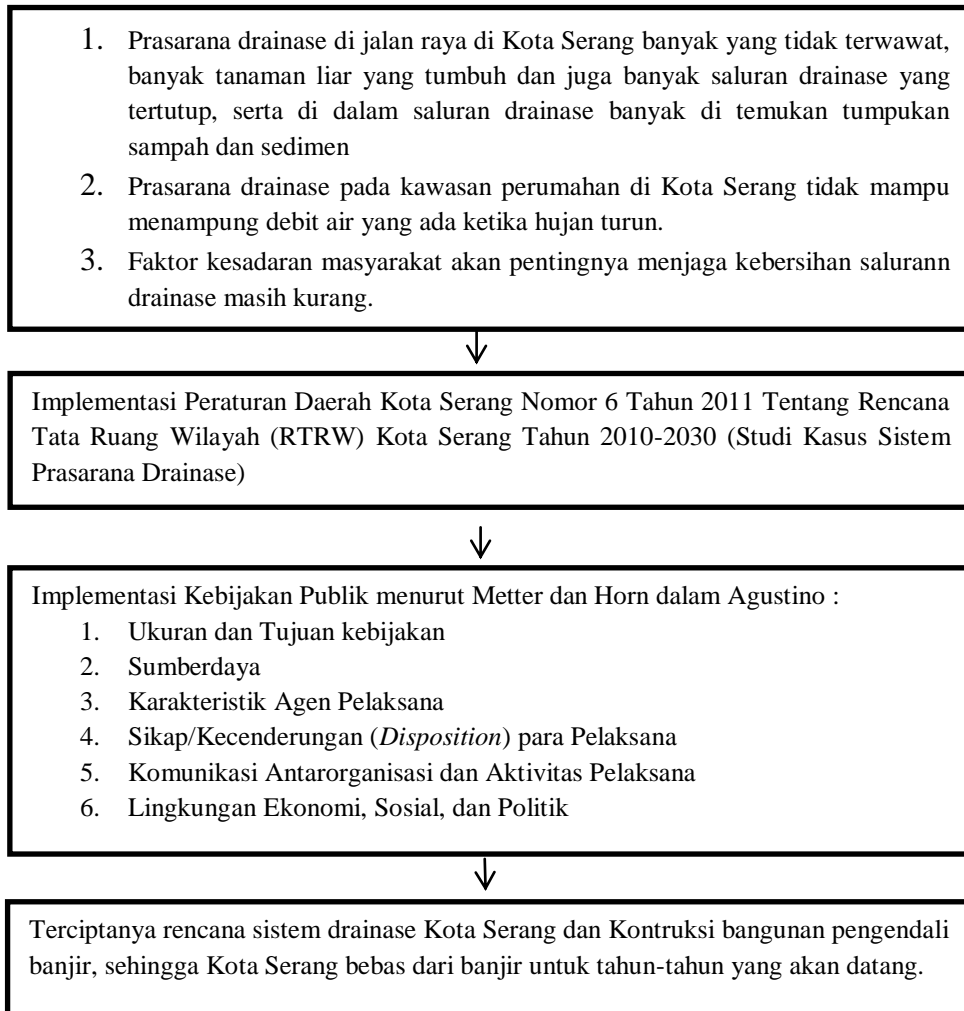 1. Prasarana drainase di jalan raya di Kota Serang banyak yang tidak terwawat,
banyak tanaman liar yang tumbuh dan juga banyak saluran drainase yang
tertutup, serta di dalam saluran drainase banyak di temukan tumpukan
sampah dan sedimen
2. Prasarana drainase pada kawasan perumahan di Kota Serang tidak mampu
menampung debit air yang ada ketika hujan turun.
3. Faktor kesadaran masyarakat akan pentingnya menjaga kebersihan salurann
drainase masih kurang.
Implementasi Peraturan Daerah Kota Serang Nomor 6 Tahun 2011 Tentang Rencana
Tata Ruang Wilayah (RTRW) Kota Serang Tahun 2010-2030 (Studi Kasus Sistem
Prasarana Drainase)
Implementasi Kebijakan Publik menurut Metter dan Horn dalam Agustino :
1. Ukuran dan Tujuan kebijakan
2. Sumberdaya
3. Karakteristik Agen Pelaksana
4. Sikap/Kecenderungan (Disposition) para Pelaksana
5. Komunikasi Antarorganisasi dan Aktivitas Pelaksana
6. Lingkungan Ekonomi, Sosial, dan Politik
Terciptanya rencana sistem drainase Kota Serang dan Kontruksi bangunan pengendali
banjir, sehingga Kota Serang bebas dari banjir untuk tahun-tahun yang akan datang.